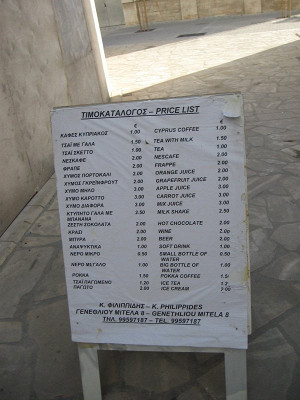 ΤΙΜΟΚΑΤΑΛΟΓΟΣ – PRICE LIST
€ €
ΚΑΦΕΣ ΚΥΠΡΙΑΚΟΣ 1.00 CYPRUS COFFEE 1.00
ΤΣΑΪ ΜΕ ΓΑΛΑ 1.50 TEA WITH MILK 1.50
ΤΣΑΪ ΣΚΕΤΤΟ 1.00 TEA 1.00
ΝΕΣΚΑΦΕ 2.00 NESCAFE 2.00
ΦΡΑΠΕ 2.00 FRAPPE 2.00
ΧΥΜΟΣ ΠΟΡΤΟΚΑΛΙ 2.00 ORANGE JUICE 2.00
ΧΥΜΟΣ ΓΚΡΕΙΠΦΡΟΥΤ 2.00 GRAPEFRUIT JUICE 2.00
ΧΥΜΟ ΜΗΛΟ 3.00 APPLE JUICE 3.00
ΧΥΜΟ ΚΑΡΟΤΤΟ 3.00 CARROT JUICE 3.00
ΧΥΜΟ ΔΙΑΦΟΡΑ 3.00 MIX JUICE 3.00
ΚΤΥΠΗΤΟ ΓΑΛΑ ΜΕ ΜΠΑΝΑΝΑ 2.50 MILK SHAKE 2.50
ΖΕΣΤΗ ΣΟΚΟΛΑΤΑ 2.00 HOT CHOCOLATE 2.00
ΚΡΑΣΙ 2.00 WINE 2.00
ΜΠΥΡΑ 2.00 BEER 2.00
ΑΝΑΨΥΚΤΙΚΑ 1.00 SOFT DRINK 1.00
ΝΕΡΟ ΜΙΚΡΟ 0.50 SMALL BOTTLE OF WATER 0.50
ΝΕΡΟ ΜΕΓΑΛΟ 1.00 BIG BOTTLE OF WATER 1.00
ΡΟΚΚΑ POKKA COFFEE
ΤΣΑΪ ΠΑΓΩΜΕΝΟ 1.20 ICE TEA
ΠΑΓΩΤΟ 2.00 ICE CREAM 2.00
Κ. ΦΙΛΙΠΠΙΔΗΣ – K. PHILIPPIDES
ΓΕΝΕΘΛΙΟΥ ΜΙΤΕΛΑ 8 – GENETHLIOU MITELA 8
ΤΗΛ. 99597187 – TEL. 99597187